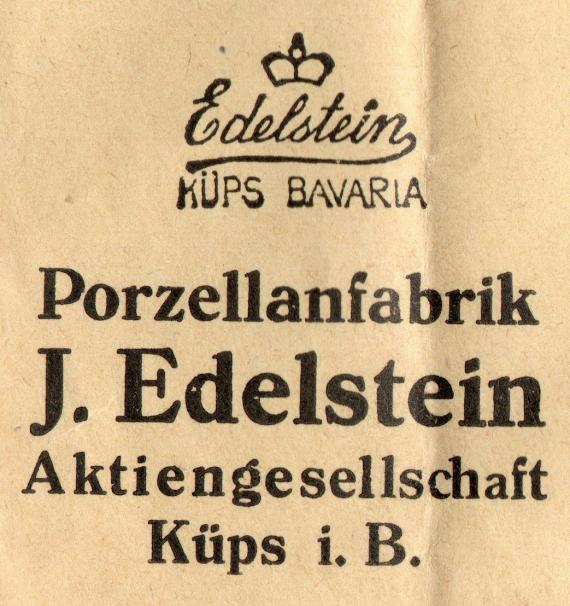 Edelstein
KÜPS BAVARIA
Porzellanfabrik
J. Edelstein
Aktiengesellschaft
Küps i. B.